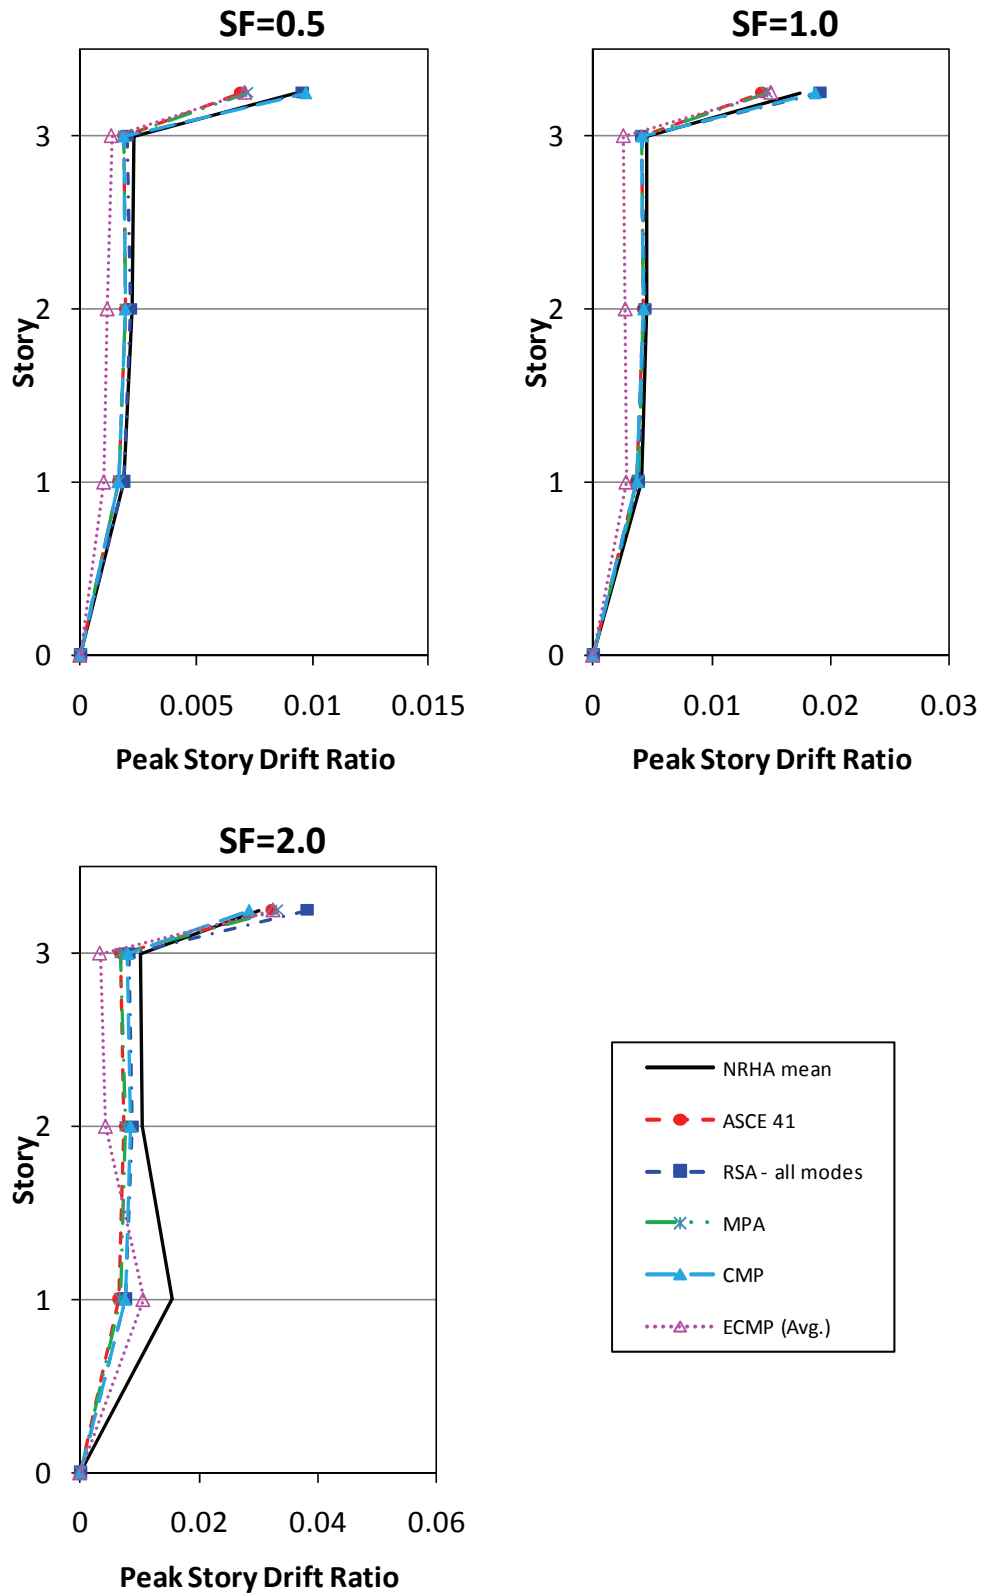 SF=0.5
3
2
1
0
Story
0 0.005 0.01 0.015
Peak Story Drift Ratio
SF=1.0
3
2
1
0
Story
0 0.01 0.02 0.03
Peak Story Drift Ratio
SF=2.0
3
2
1
0
Story
0 0.02 0.04 0.06
Peak Story Drift Ratio
NRHA mean
ASCE 41
RSA - all modes
MPA
CMP
ECMP (Avg.)